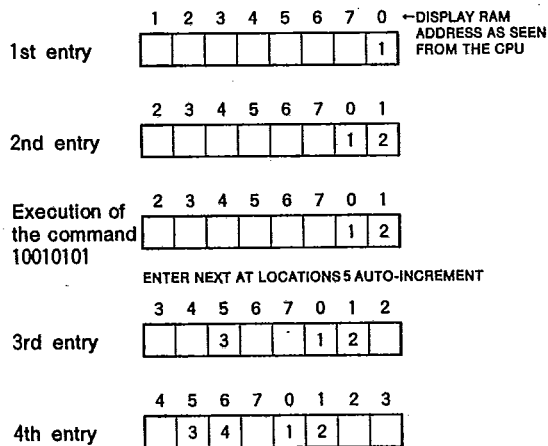 1 2 3 4 5 6 7 0 ←DISPLAY RAM
ADDRESS AS SEEN
FROM THE CPU
1st entry
1
2 3 4 5 6 7 0 1
2nd entry
1 2
2 3 4 5 6 7 0 1
Execution of
the command
10010101
1 2
ENTER NEXT AT LOCATIONS 5 AUTO-INCREMENT
3 4 5 6 7 0 1 2
3rd entry
3 1 2
4 5 6 7 0 1 2 3
4th entry
3 4 1 2